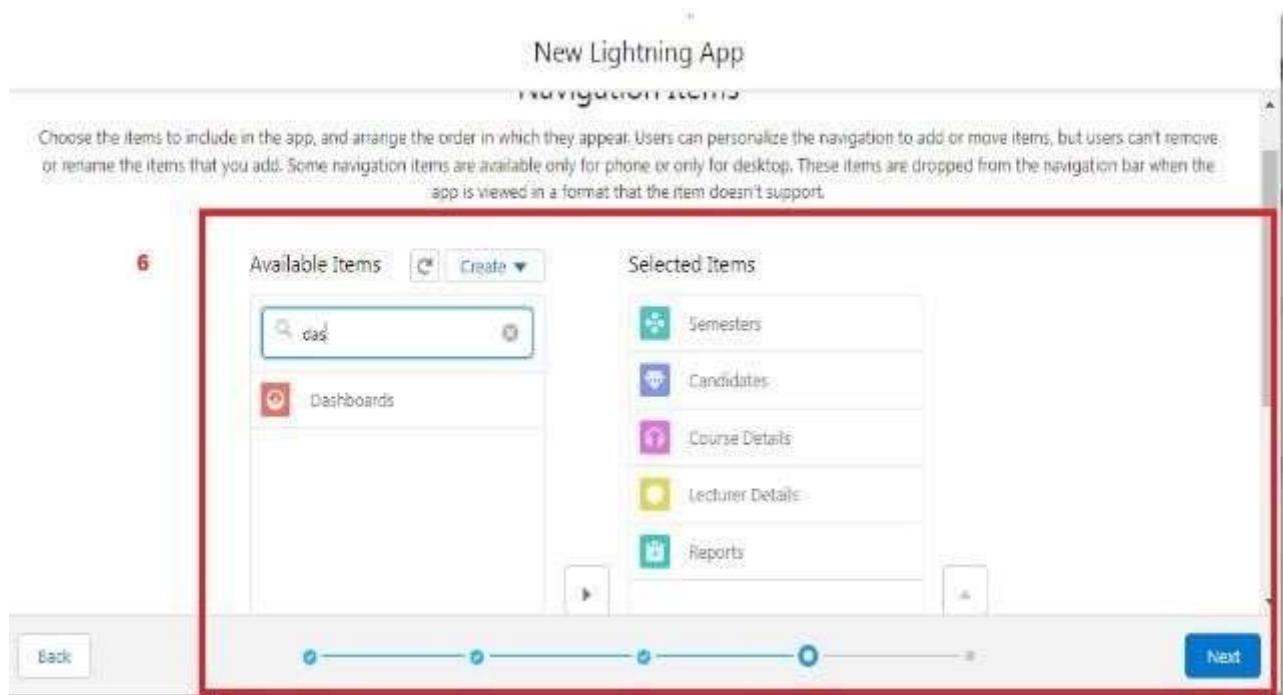 New Lightning App
Navigation Items
Choose the items to include in the app, and arrange the order in which they appear. Users can personalize the navigation to add or move items, but users can't remove
or rename the items that you add. Some navigation items are available only for phone or only for desktop. These items are dropped from the navigation bar when the
app is viewed in a format that the item doesn't support.
6
Available Items
Create
Selected Items
das
Dashboards
Semesters
Candidates
Course Details
Lecturer Details
Reports
Back
Next